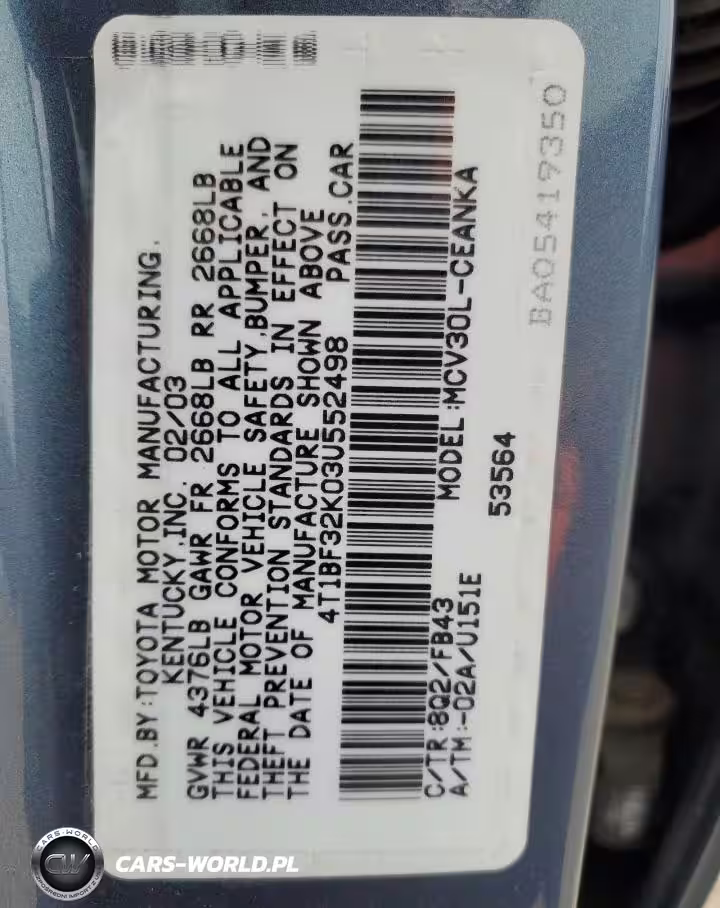 MFD.BY:TOYOTA MOTOR MANUFACTURING,
KENTUCKY,INC. 02/03
GVWR 4376LB GAWR FR 2668LB RR 2668LB
THIS VEHICLE CONFORMS TO ALL APPLICABLE
FEDERAL MOTOR VEHICLE SAFETY,BUMPER, AND
THEFT PREVENTION STANDARDS IN EFFECT ON
THE DATE OF MANUFACTURE SHOWN ABOVE
4T1BF32K03U552498 PASS.CAR
C/TR:8Q2/FB43 MODEL:MCV30L-CEANKA
A/TM:-02A/U151E 53564
BA05419350
CARS-WORLD
CW
CARS-WORLD.PL